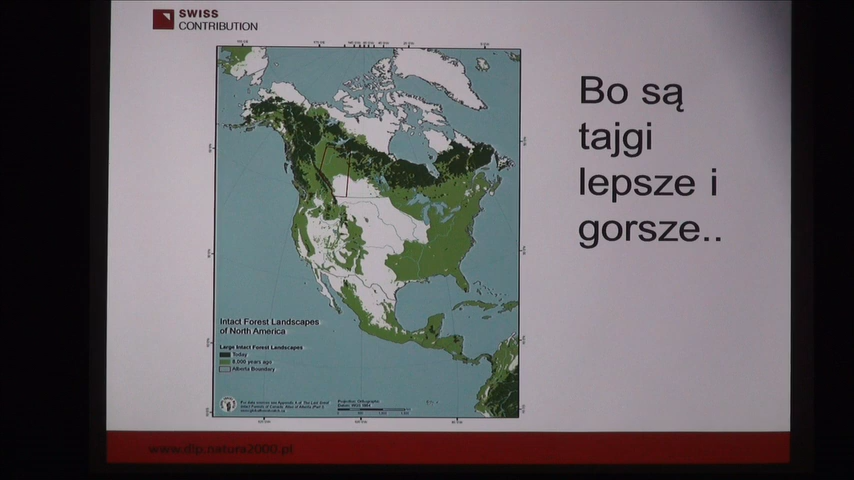 SWISS
CONTRIBUTION
Bo są
tajgi
lepsze i
gorsze..
Intact Forest Landscapes
of North America
Large Intact Forest Landscapes
Today
8,000 years ago
Alberta Boundary
www.dlp.natura2000.pl